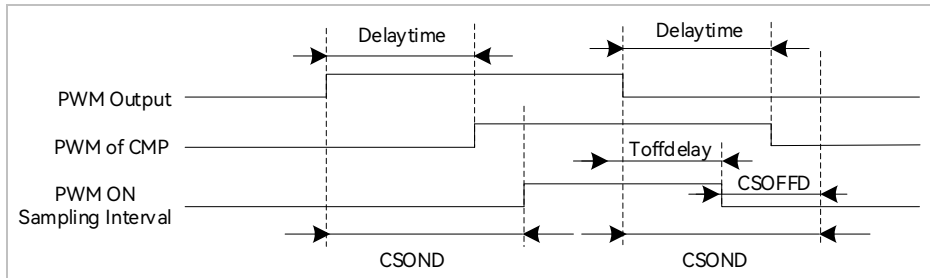 Delaytime
Delaytime
PWM Output
PWM of CMP
Toffdelay
PWM ON
Sampling Interval
CSOFFD
CSOND
CSOND